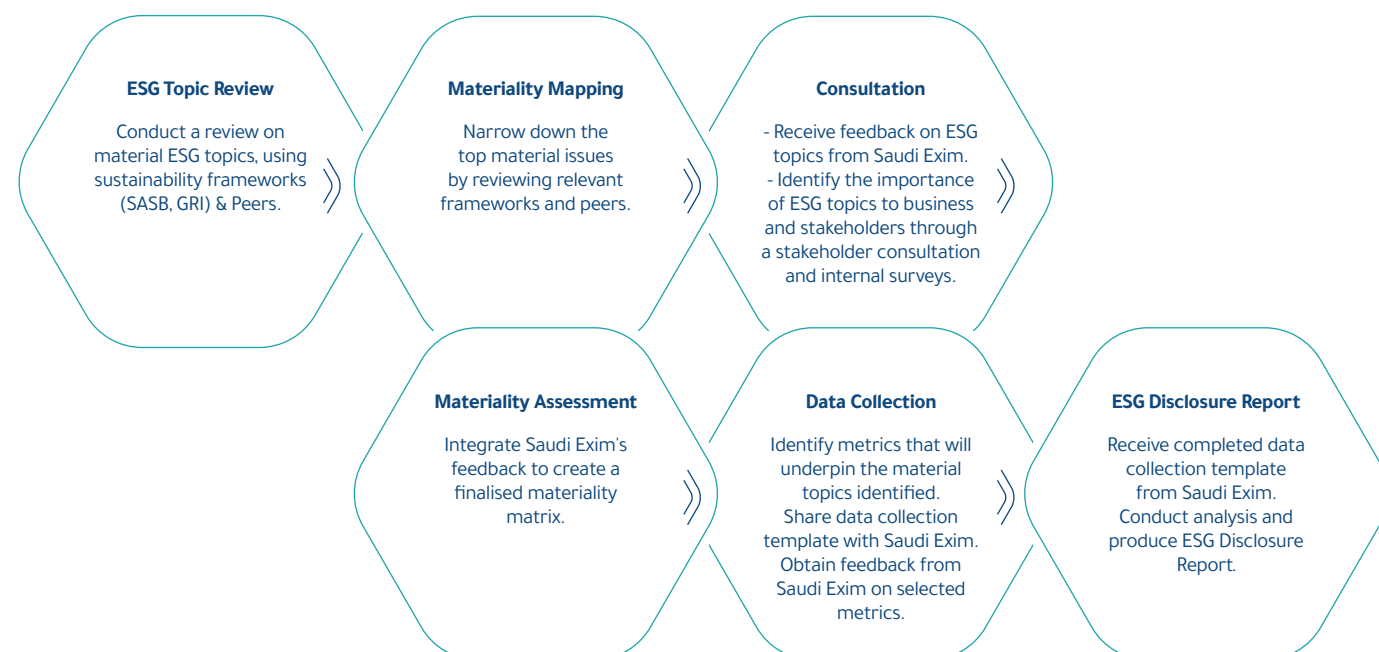 ESG Topic Review
Conduct a review on
material ESG topics, using
sustainability frameworks
(SASB, GRI) & Peers.
Materiality Mapping
Narrow down the
top material issues
by reviewing relevant
frameworks and peers.
Consultation
- Receive feedback on ESG
topics from Saudi Exim.
- Identify the importance
of ESG topics to business
and stakeholders through
a stakeholder consultation
and internal surveys.
Materiality Assessment
Integrate Saudi Exim's
feedback to create a
finalised materiality
matrix.
Data Collection
Identify metrics that will
underpin the material
topics identified.
Share data collection
template with Saudi Exim.
Obtain feedback from
Saudi Exim on selected
metrics.
ESG Disclosure Report
Receive completed data
collection template
from Saudi Exim.
Conduct analysis and
produce ESG Disclosure
Report.